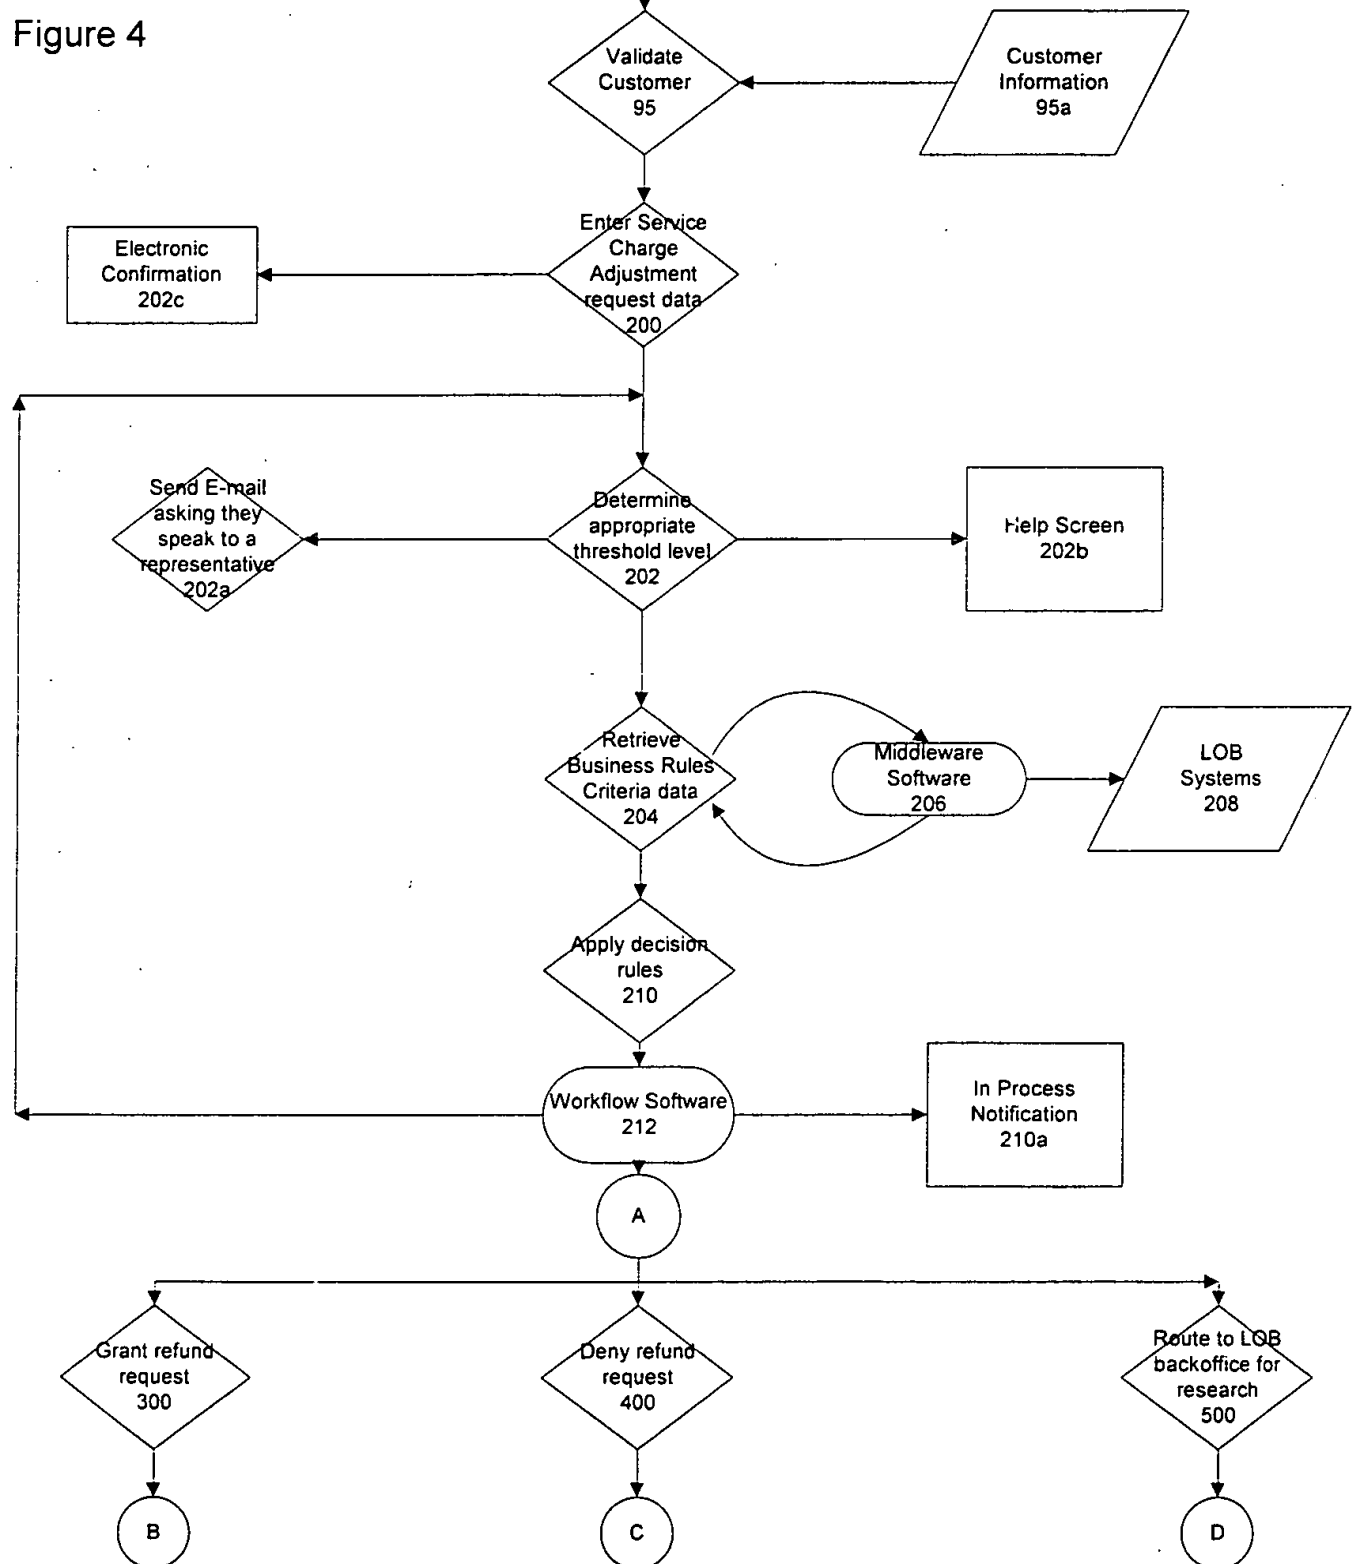 Figure 4
Validate
Customer
95
Customer
Information
95a
Enter Service
Charge
Adjustment
request data
200
Electronic
Confirmation
202c
Send E-mail
asking they
speak to a
representative
202a
Determine
appropriate
threshold level
202
Help Screen
202b
Retrieve
Business Rules
Criteria data
204
Middleware
Software
206
LOB
Systems
208
Apply decision
rules
210
Workflow Software
212
In Process
Notification
210a
A
Grant refund
request
300
Deny refund
request
400
Route to LOB
backoffice for
research
500
B
C
D